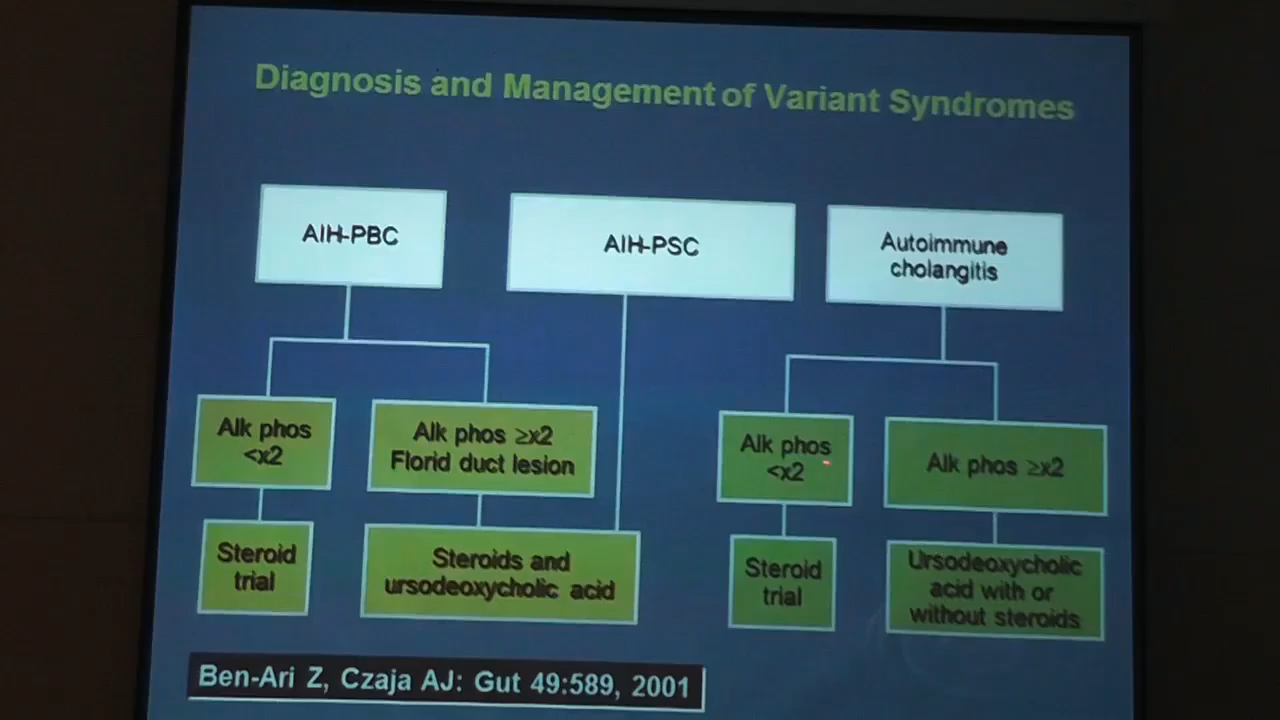 Diagnosis and Management of Variant Syndromes
AIH-PBC
AIH-PSC
Autoimmune
cholangitis
Alk phos
<x2
Alk phos ≥x2
Florid duct lesion
Alk phos
<x2
Alk phos ≥x2
Steroid
trial
Steroids and
ursodeoxycholic acid
Steroid
trial
Ursodeoxycholic
acid with or
without steroids
Ben-Ari Z, Czaja AJ: Gut 49:589, 2001